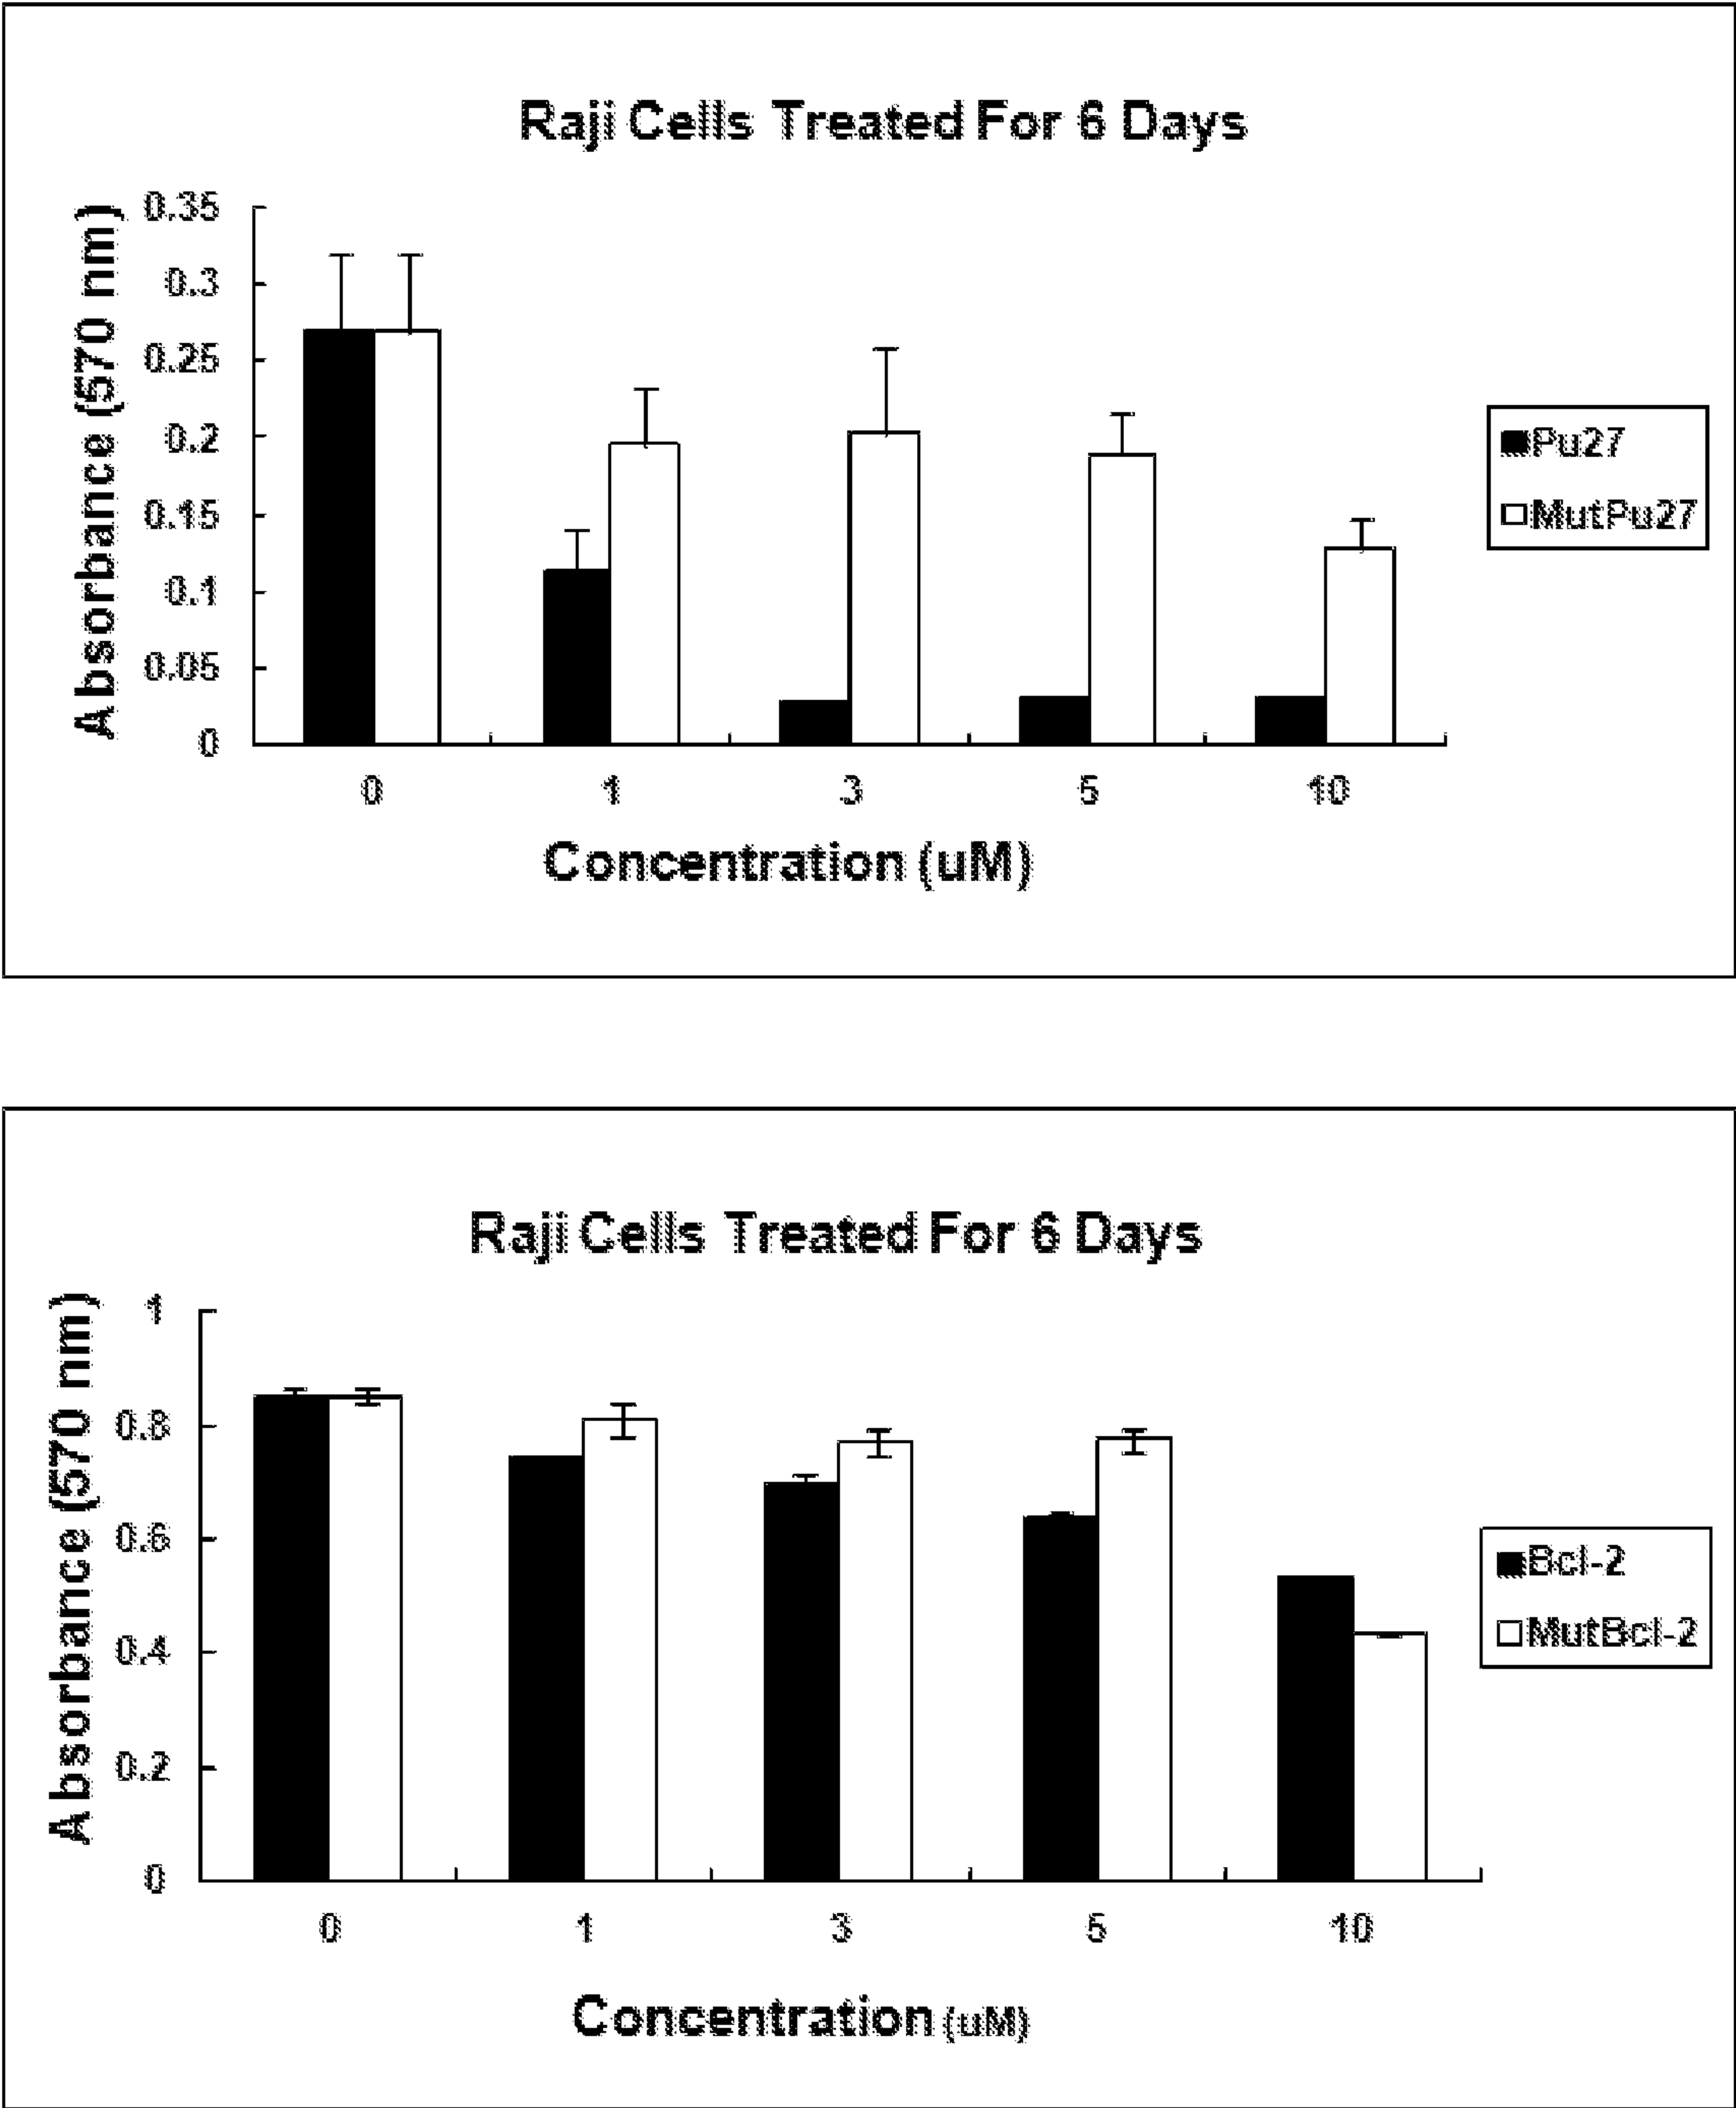 Raji Cells Treated For 6 Days
Absorbance (570 nm)
0.35
0.3
0.25
0.2
0.15
0.1
0.05
0
0 1 3 5 10
Concentration (uM)
Pu27
MutPu27
Raji Cells Treated For 6 Days
Absorbance (570 nm)
1
0.8
0.6
0.4
0.2
0
0 1 3 5 10
Concentration (uM)
Bcl-2
MutBcl-2